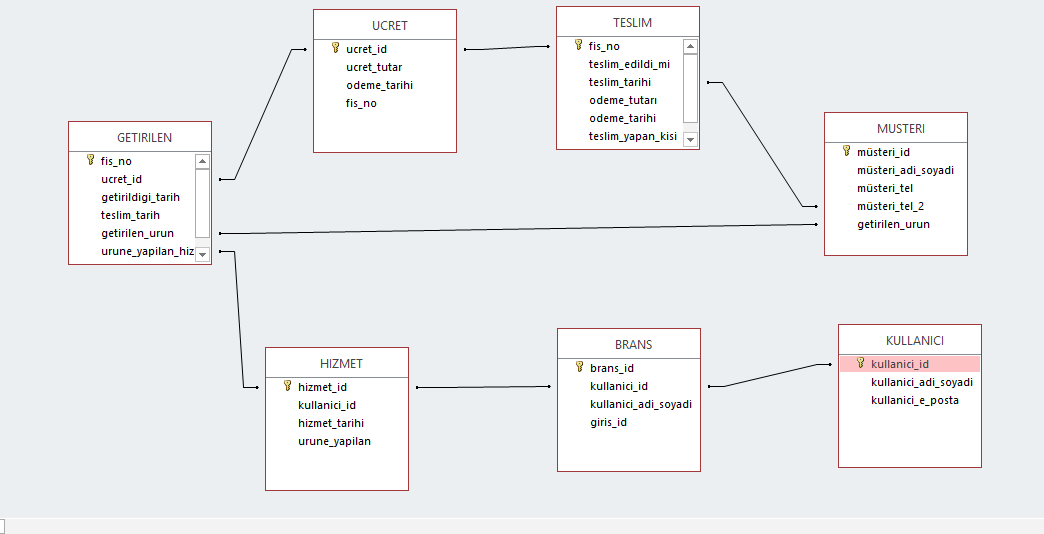 UCRET
ucret_id
ucret_tutar
odeme_tarihi
fis_no
TESLIM
fis_no
teslim_edildi_mi
teslim_tarihi
odeme_tutarı
odeme_tarihi
teslim_yapan_kisi
GETIRILEN
fis_no
ucret_id
getirildigi_tarih
teslim_tarih
getirilen_urun
urune_yapilan_hiz
MUSTERI
müsteri_id
müsteri_adi_soyadi
müsteri_tel
müsteri_tel_2
getirilen_urun
HIZMET
hizmet_id
kullanici_id
hizmet_tarihi
urune_yapilan
BRANS
brans_id
kullanici_id
kullanici_adi_soyadi
giris_id
KULLANICI
kullanici_id
kullanici_adi_soyadi
kullanici_e_posta